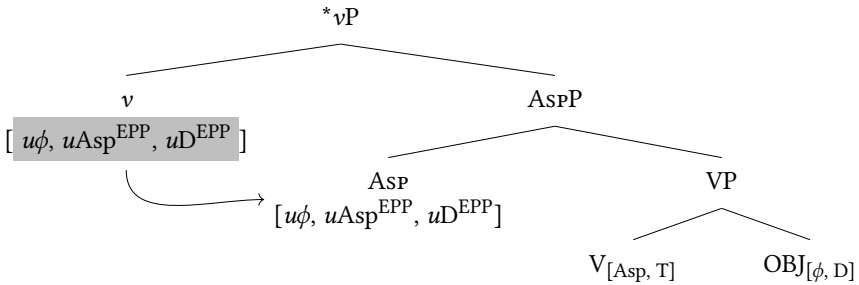 *vP
v AspP
[ uϕ, uAsp^EPP, uD^EPP ]
Asp VP
[uϕ, uAsp^EPP, uD^EPP]
V[Asp, T] OBJ[ϕ, D]